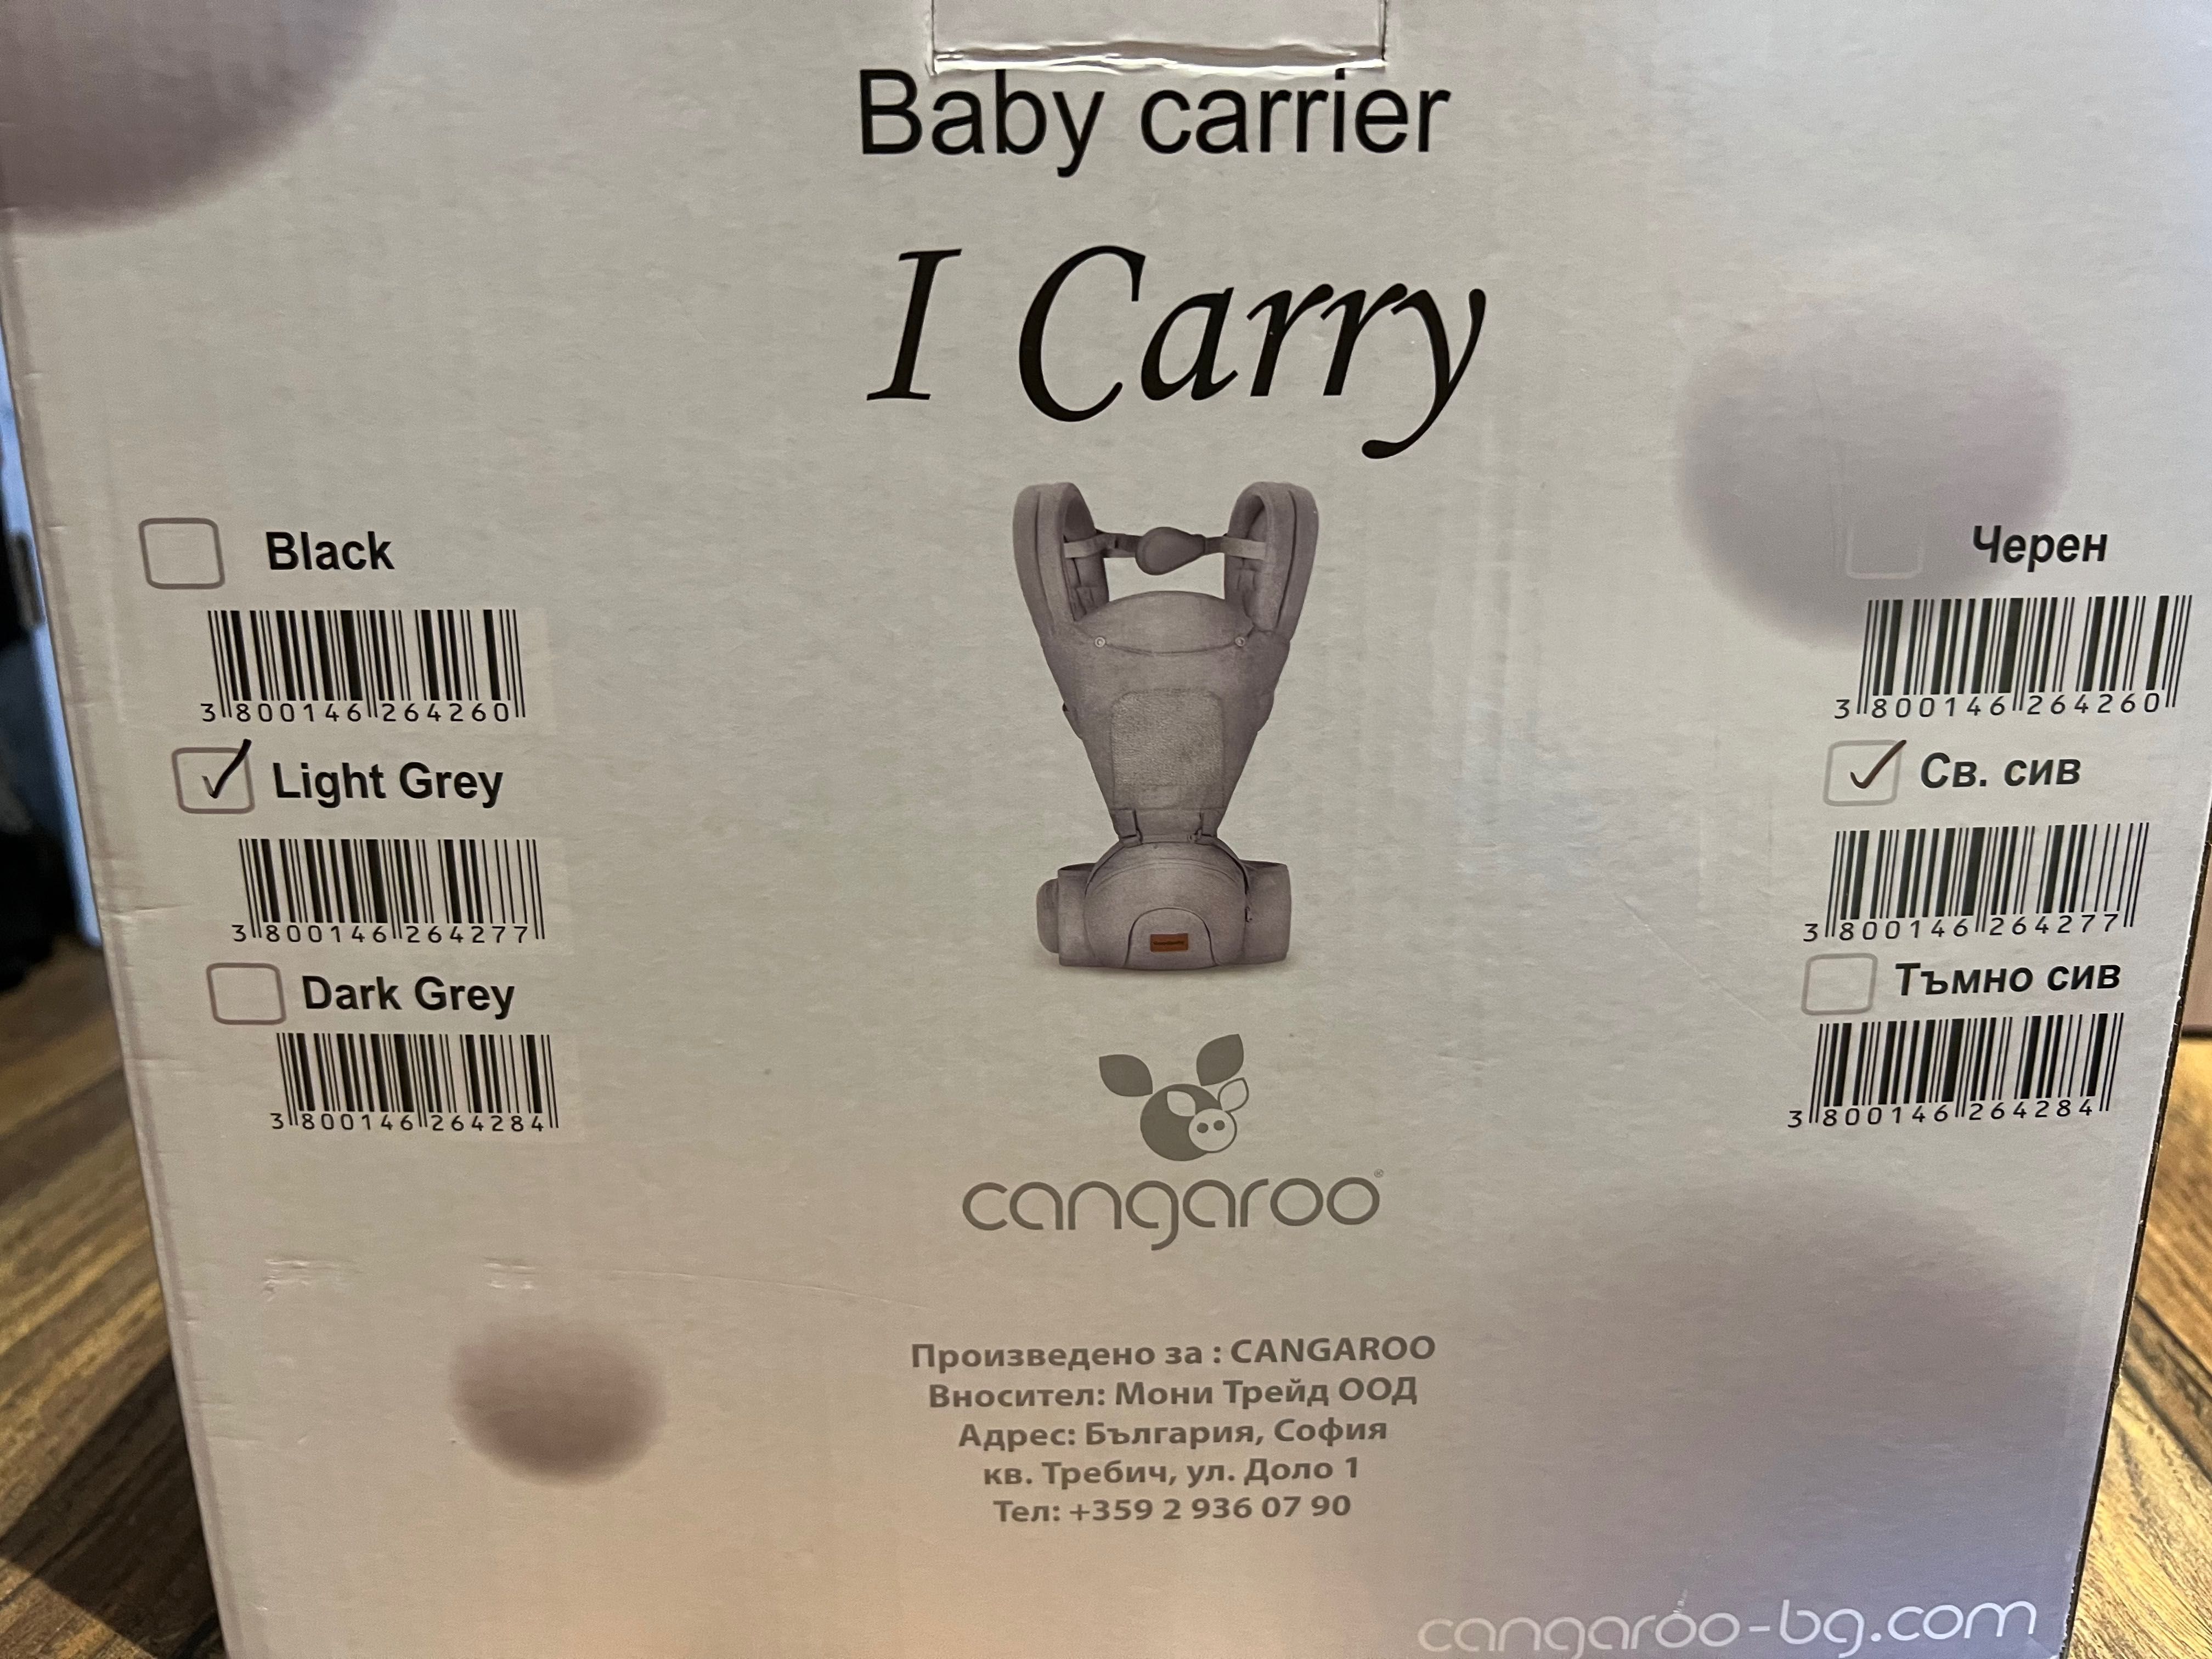 Baby carrier
I Carry
Black
3 800146 264260
Light Grey
3 800146 264277
Dark Grey
3 800146 264284
Черен
3 800146 264260
Св. сив
3 800146 264277
Тъмно сив
3 800146 264284
cangaroo®
Произведено за : CANGAROO
Вносител: Мони Трейд ООД
Адрес: България, София
кв. Требич, ул. Доло 1
Тел: +359 2 936 07 90
cangaroo-bg.com